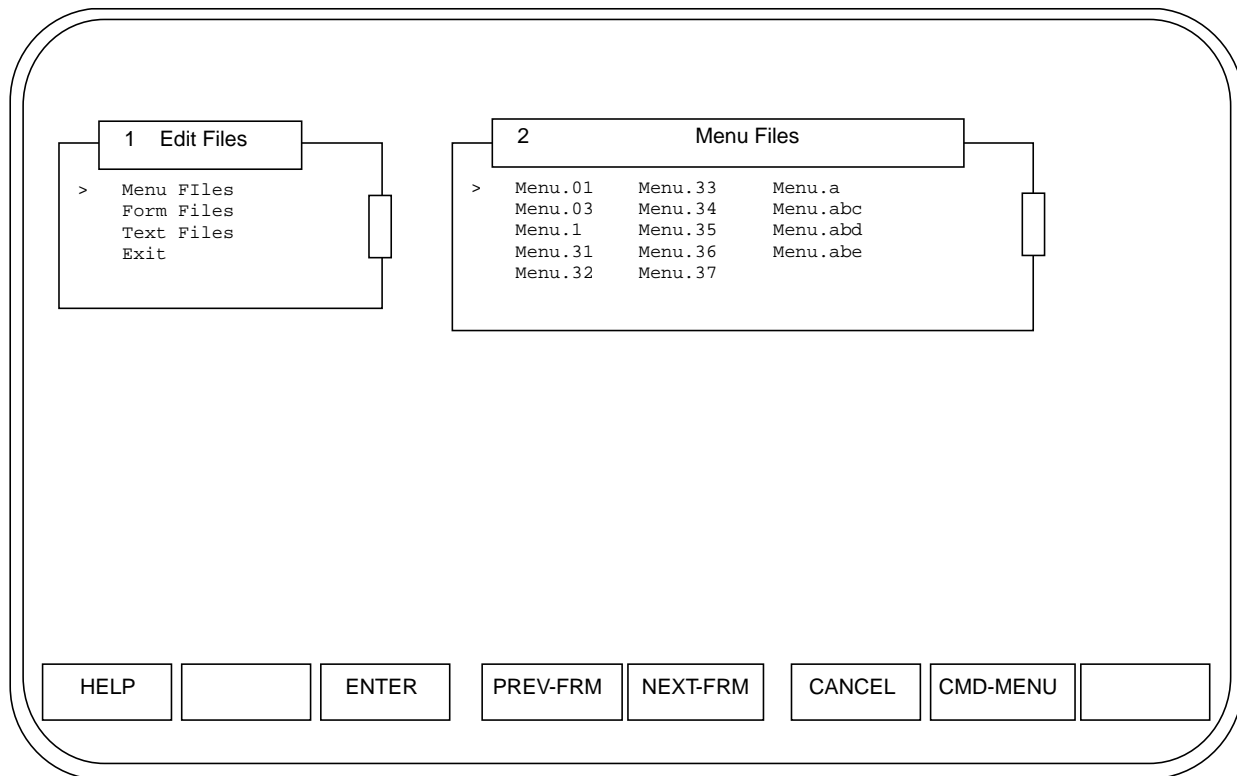 1 Edit Files
> Menu FIles
Form Files
Text Files
Exit
2 Menu Files
> Menu.01 Menu.33 Menu.a
Menu.03 Menu.34 Menu.abc
Menu.1 Menu.35 Menu.abd
Menu.31 Menu.36 Menu.abe
Menu.32 Menu.37
HELP ENTER PREV-FRM NEXT-FRM CANCEL CMD-MENU